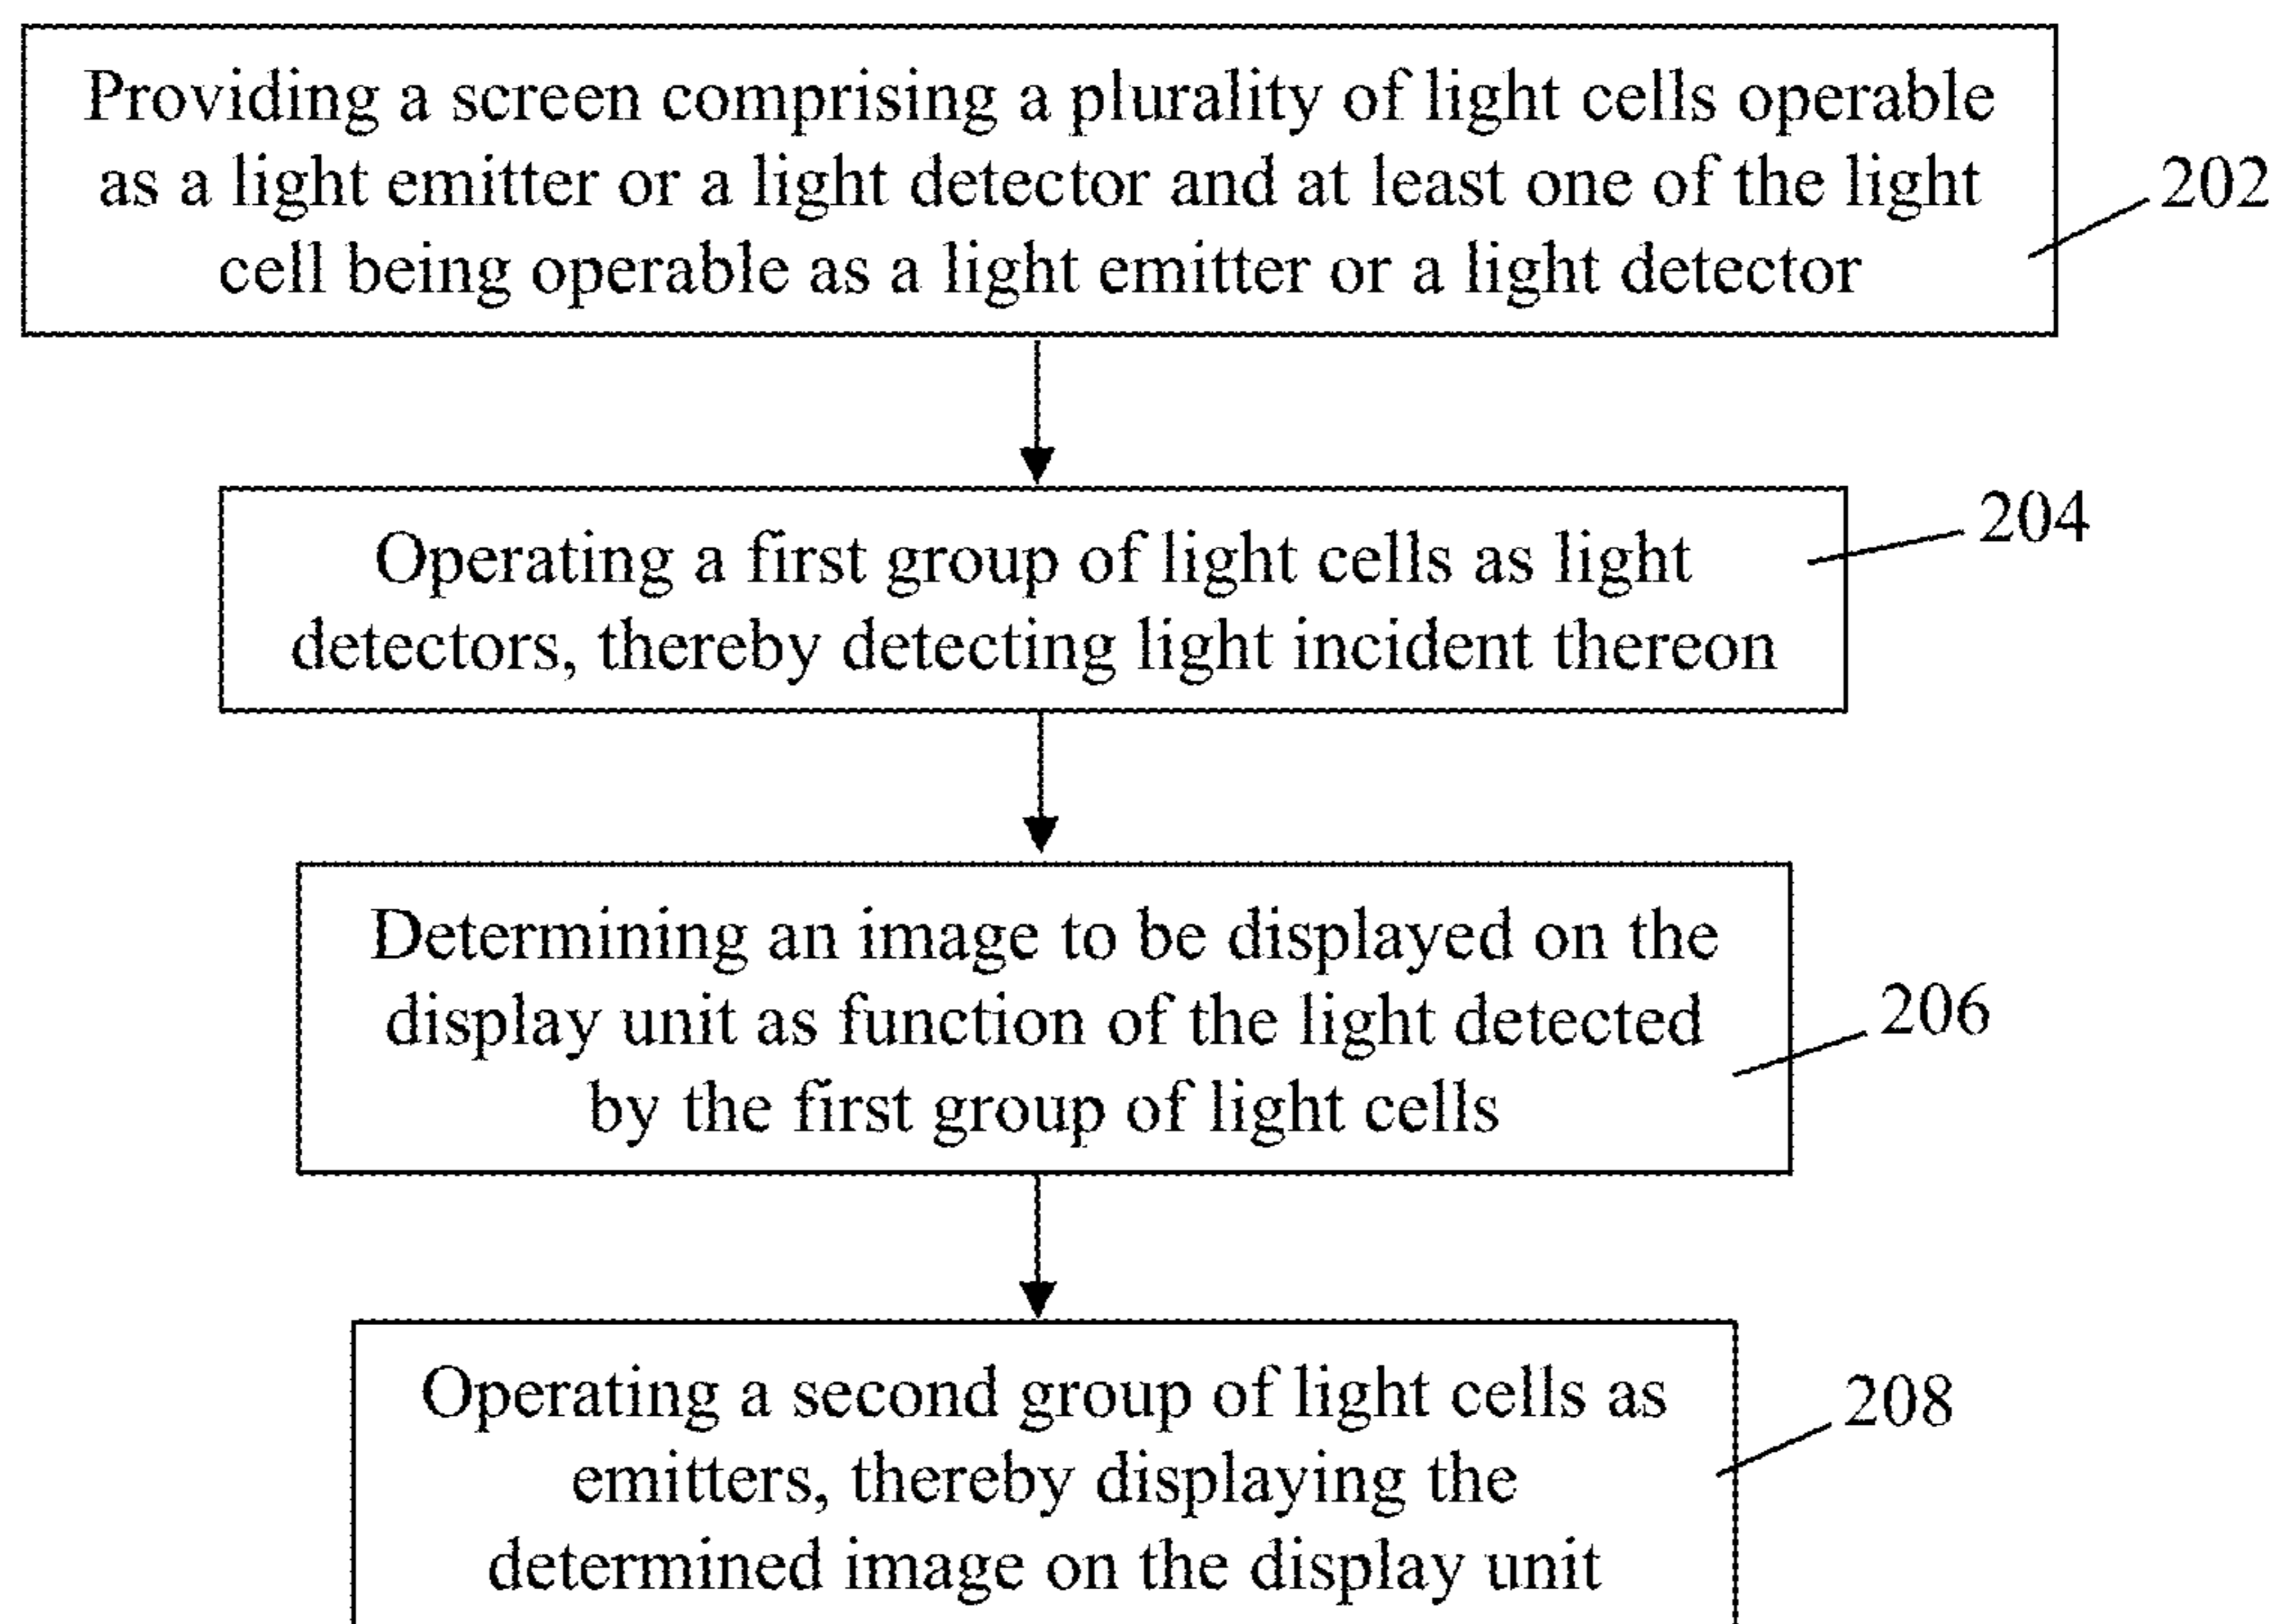 Providing a screen comprising a plurality of light cells operable
as a light emitter or a light detector and at least one of the light
cell being operable as a light emitter or a light detector
202
Operating a first group of light cells as light
detectors, thereby detecting light incident thereon
204
Determining an image to be displayed on the
display unit as function of the light detected
by the first group of light cells
206
Operating a second group of light cells as
emitters, thereby displaying the
determined image on the display unit
208